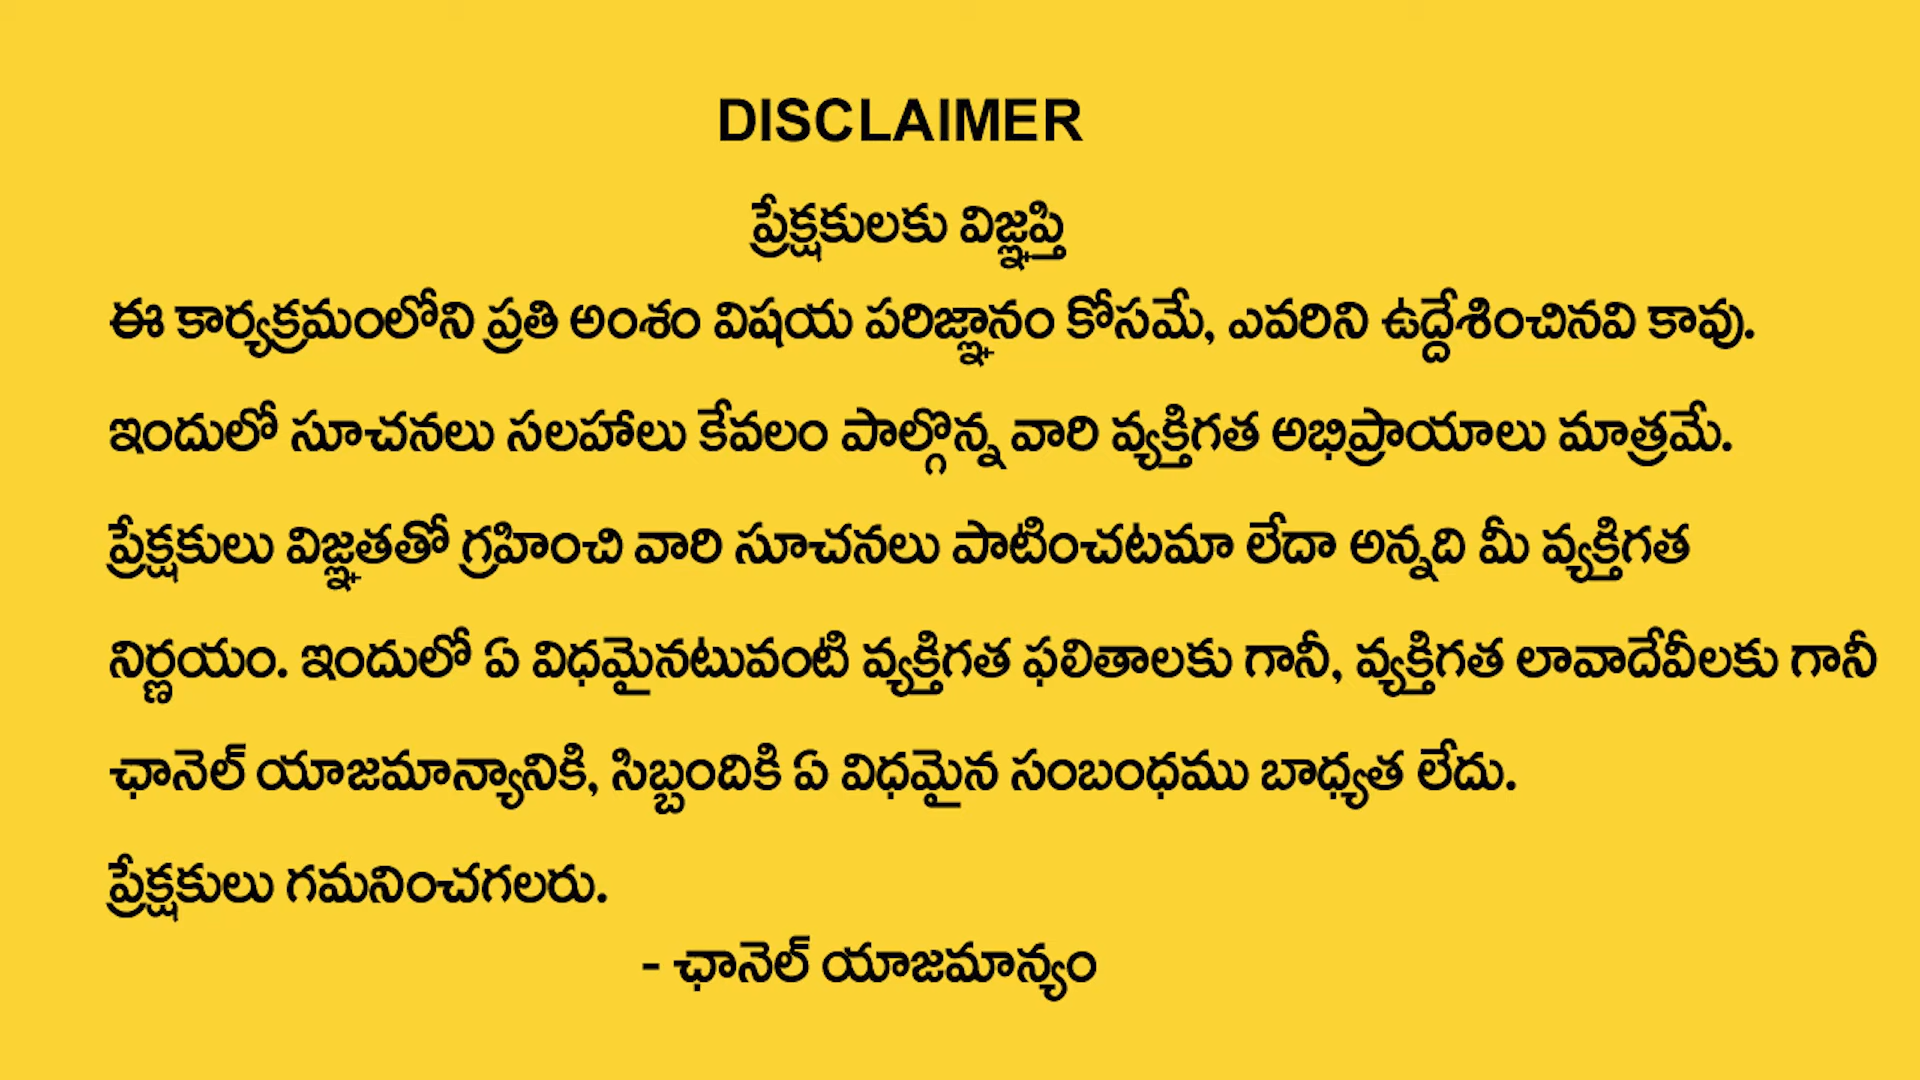 DISCLAIMER
ప్రేక్షకులకు విజ్ఞప్తి
ఈ కార్యక్రమంలోని ప్రతి అంశం విషయ పరిజ్ఞానం కోసమే, ఎవరిని ఉద్దేశించినవి కావు.
ఇందులో సూచనలు సలహాలు కేవలం పాల్గొన్న వారి వ్యక్తిగత అభిప్రాయాలు మాత్రమే.
ప్రేక్షకులు విజ్ఞతతో గ్రహించి వారి సూచనలు పాటించటమా లేదా అన్నది మీ వ్యక్తిగత
నిర్ణయం. ఇందులో ఏ విధమైనటువంటి వ్యక్తిగత ఫలితాలకు గానీ, వ్యక్తిగత లావాదేవీలకు గానీ
ఛానెల్ యాజమాన్యానికి, సిబ్బందికి ఏ విధమైన సంబంధము బాధ్యత లేదు.
ప్రేక్షకులు గమనించగలరు.
- ఛానెల్ యాజమాన్యం